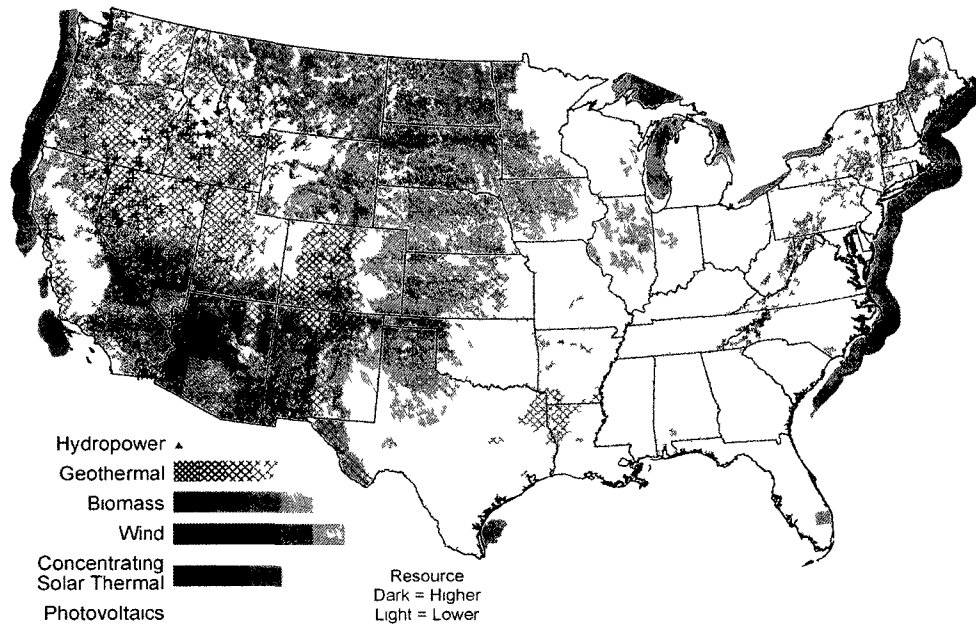 Hydropower
Geothermal
Biomass
Wind
Concentrating
Solar Thermal
Photovoltaics
Resource
Dark = Higher
Light = Lower